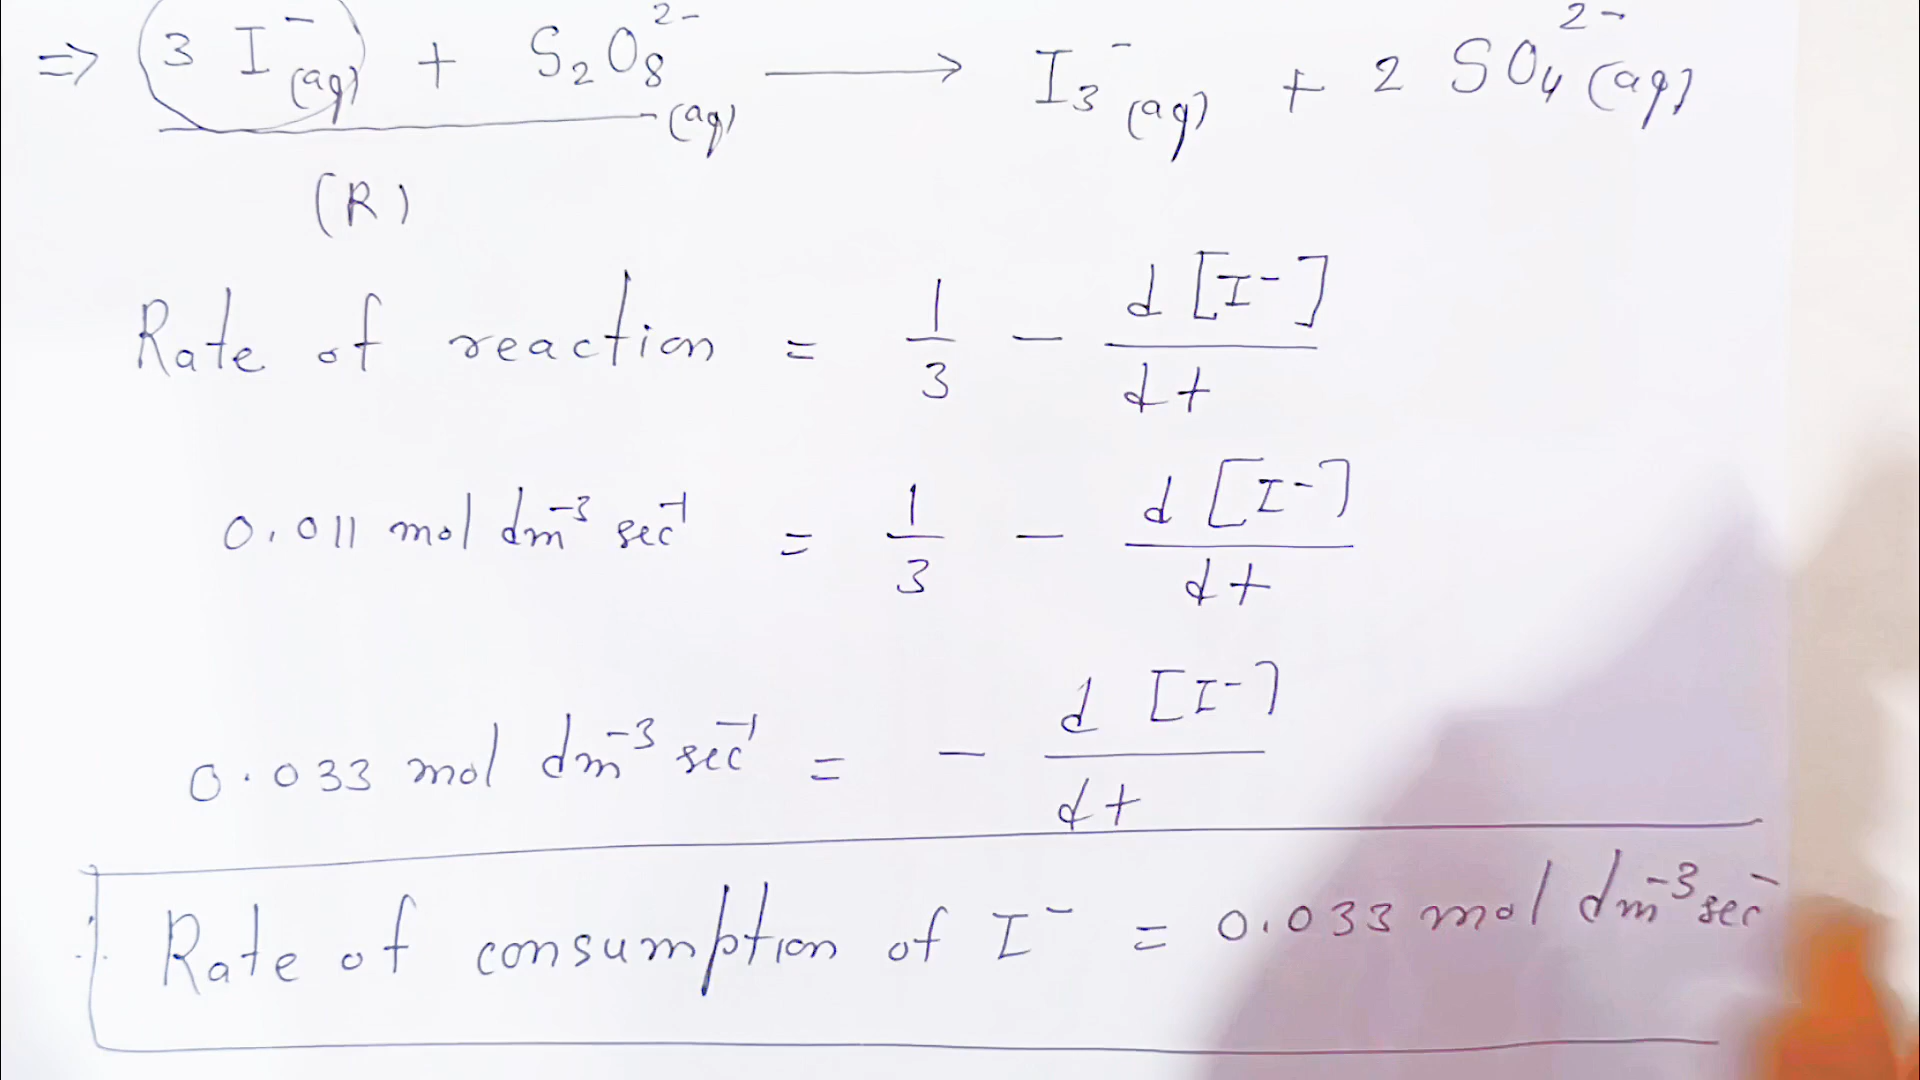 ⇒ 3 I⁻(aq) + S₂O₈²⁻(aq) ⟶ I₃⁻(aq) + 2 SO₄²⁻(aq)
(R)
Rate of reaction = 1/3 - d[I⁻]/dt
0.011 mol dm⁻³ sec⁻¹ = 1/3 - d[I⁻]/dt
0.033 mol dm⁻³ sec⁻¹ = - d[I⁻]/dt
∴ Rate of consumption of I⁻ = 0.033 mol dm⁻³ sec⁻